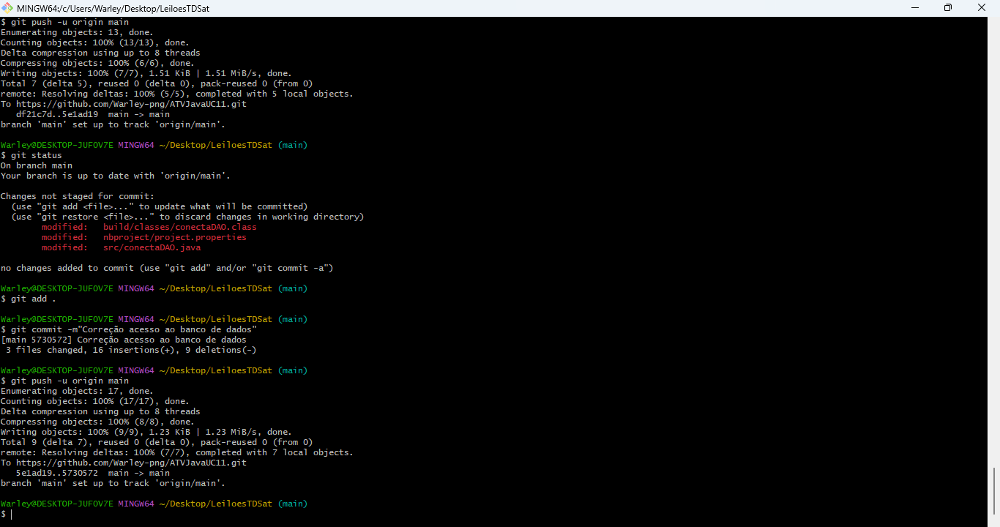 MINGW64:/c/Users/Warley/Desktop/LeiloesTDSat
$ git push -u origin main
Enumerating objects: 13, done.
Counting objects: 100% (13/13), done.
Delta compression using up to 8 threads
Compressing objects: 100% (6/6), done.
Writing objects: 100% (7/7), 1.51 KiB | 1.51 MiB/s, done.
Total 7 (delta 5), reused 0 (delta 0), pack-reused 0 (from 0)
remote: Resolving deltas: 100% (5/5), completed with 5 local objects.
To https://github.com/Warley-png/ATVJavaUC11.git
   df21c7d..5e1ad19  main -> main
branch 'main' set up to track 'origin/main'.
Warley@DESKTOP-JUFOV7E MINGW64 ~/Desktop/LeiloesTDSat (main)
$ git status
On branch main
Your branch is up to date with 'origin/main'.
Changes not staged for commit:
  (use "git add <file>..." to update what will be committed)
  (use "git restore <file>..." to discard changes in working directory)
        modified:   build/classes/conectaDAO.class
        modified:   nbproject/project.properties
        modified:   src/conectaDAO.java
no changes added to commit (use "git add" and/or "git commit -a")
Warley@DESKTOP-JUFOV7E MINGW64 ~/Desktop/LeiloesTDSat (main)
$ git add .
Warley@DESKTOP-JUFOV7E MINGW64 ~/Desktop/LeiloesTDSat (main)
$ git commit -m"Correção acesso ao banco de dados"
[main 5730572] Correção acesso ao banco de dados
 3 files changed, 16 insertions(+), 9 deletions(-)
Warley@DESKTOP-JUFOV7E MINGW64 ~/Desktop/LeiloesTDSat (main)
$ git push -u origin main
Enumerating objects: 17, done.
Counting objects: 100% (17/17), done.
Delta compression using up to 8 threads
Compressing objects: 100% (8/8), done.
Writing objects: 100% (9/9), 1.23 KiB | 1.23 MiB/s, done.
Total 9 (delta 7), reused 0 (delta 0), pack-reused 0 (from 0)
remote: Resolving deltas: 100% (7/7), completed with 7 local objects.
To https://github.com/Warley-png/ATVJavaUC11.git
   5e1ad19..5730572  main -> main
branch 'main' set up to track 'origin/main'.
Warley@DESKTOP-JUFOV7E MINGW64 ~/Desktop/LeiloesTDSat (main)
$